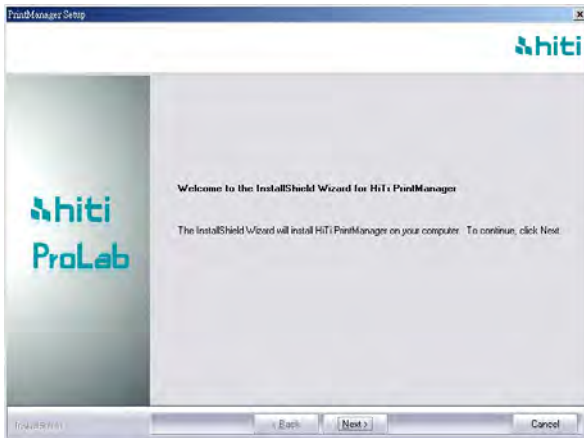 PrintManager Setup
hiti
Welcome to the InstallShield Wizard for HiTi PrintManager
hiti
ProLab
The InstallShield Wizard will install HiTi PrintManager on your computer. To continue, click Next
InstallShield
< Back
Next >
Cancel